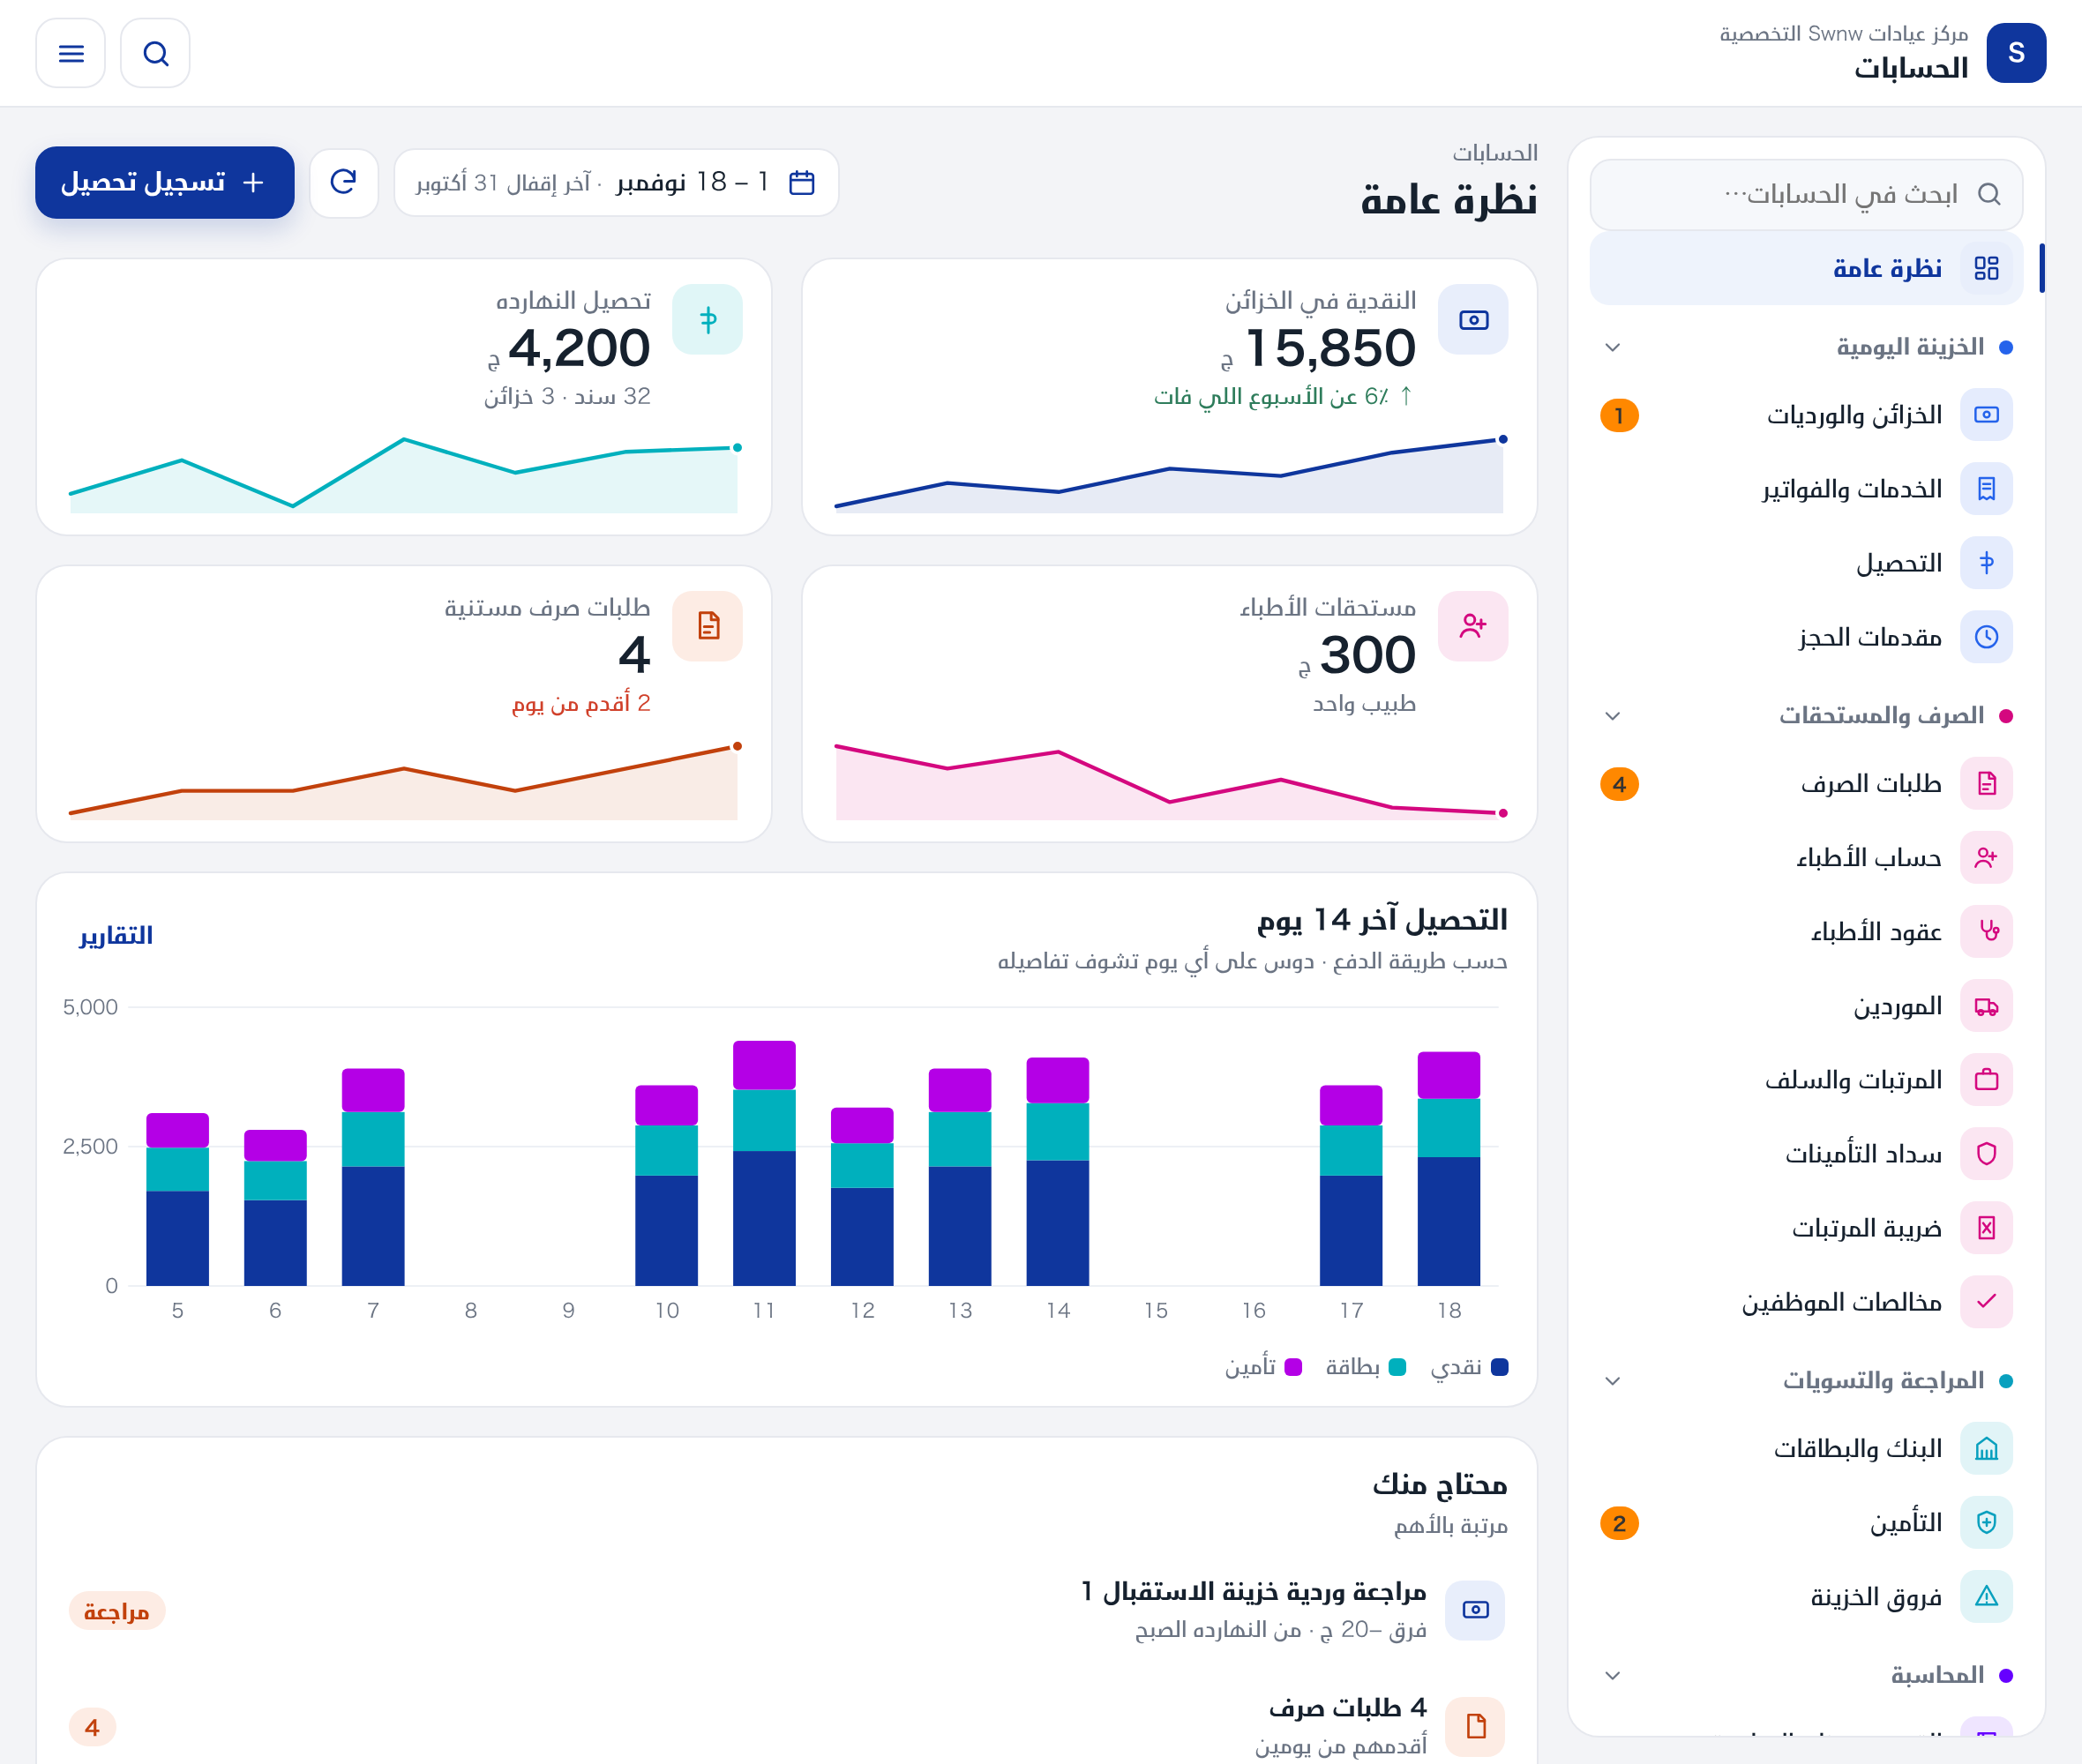 S
مركز عيادات Swnw التخصصية
الحسابات
ابحث في الحسابات...
نظرة عامة
الخزينة اليومية
الخزائن والورديات
1
الخدمات والفواتير
التحصيل
مقدمات الحجز
الصرف والمستحقات
طلبات الصرف
4
حساب الأطباء
عقود الأطباء
الموردين
المرتبات والسلف
سداد التأمينات
ضريبة المرتبات
مخالصات الموظفين
المراجعة والتسويات
البنك والبطاقات
التأمين
2
فروق الخزينة
المحاسبة
الحسابات
نظرة عامة
1 – 18 نوفمبر · آخر إقفال 31 أكتوبر
تسجيل تحصيل
النقدية في الخزائن
15,850 ج
↑ 6٪ عن الأسبوع اللي فات
تحصيل النهارده
4,200 ج
32 سند · 3 خزائن
مستحقات الأطباء
300 ج
طبيب واحد
طلبات صرف مستنية
4
2 أقدم من يوم
التحصيل آخر 14 يوم
حسب طريقة الدفع · دوس على أي يوم تشوف تفاصيله
التقارير
5,000
2,500
0
5 6 7 8 9 10 11 12 13 14 15 16 17 18
نقدي بطاقة تأمين
محتاج منك
مرتبة بالأهم
مراجعة وردية خزينة الاستقبال 1
فرق –20 ج · من النهارده الصبح
مراجعة
4 طلبات صرف
أقدمهم من يومين
4